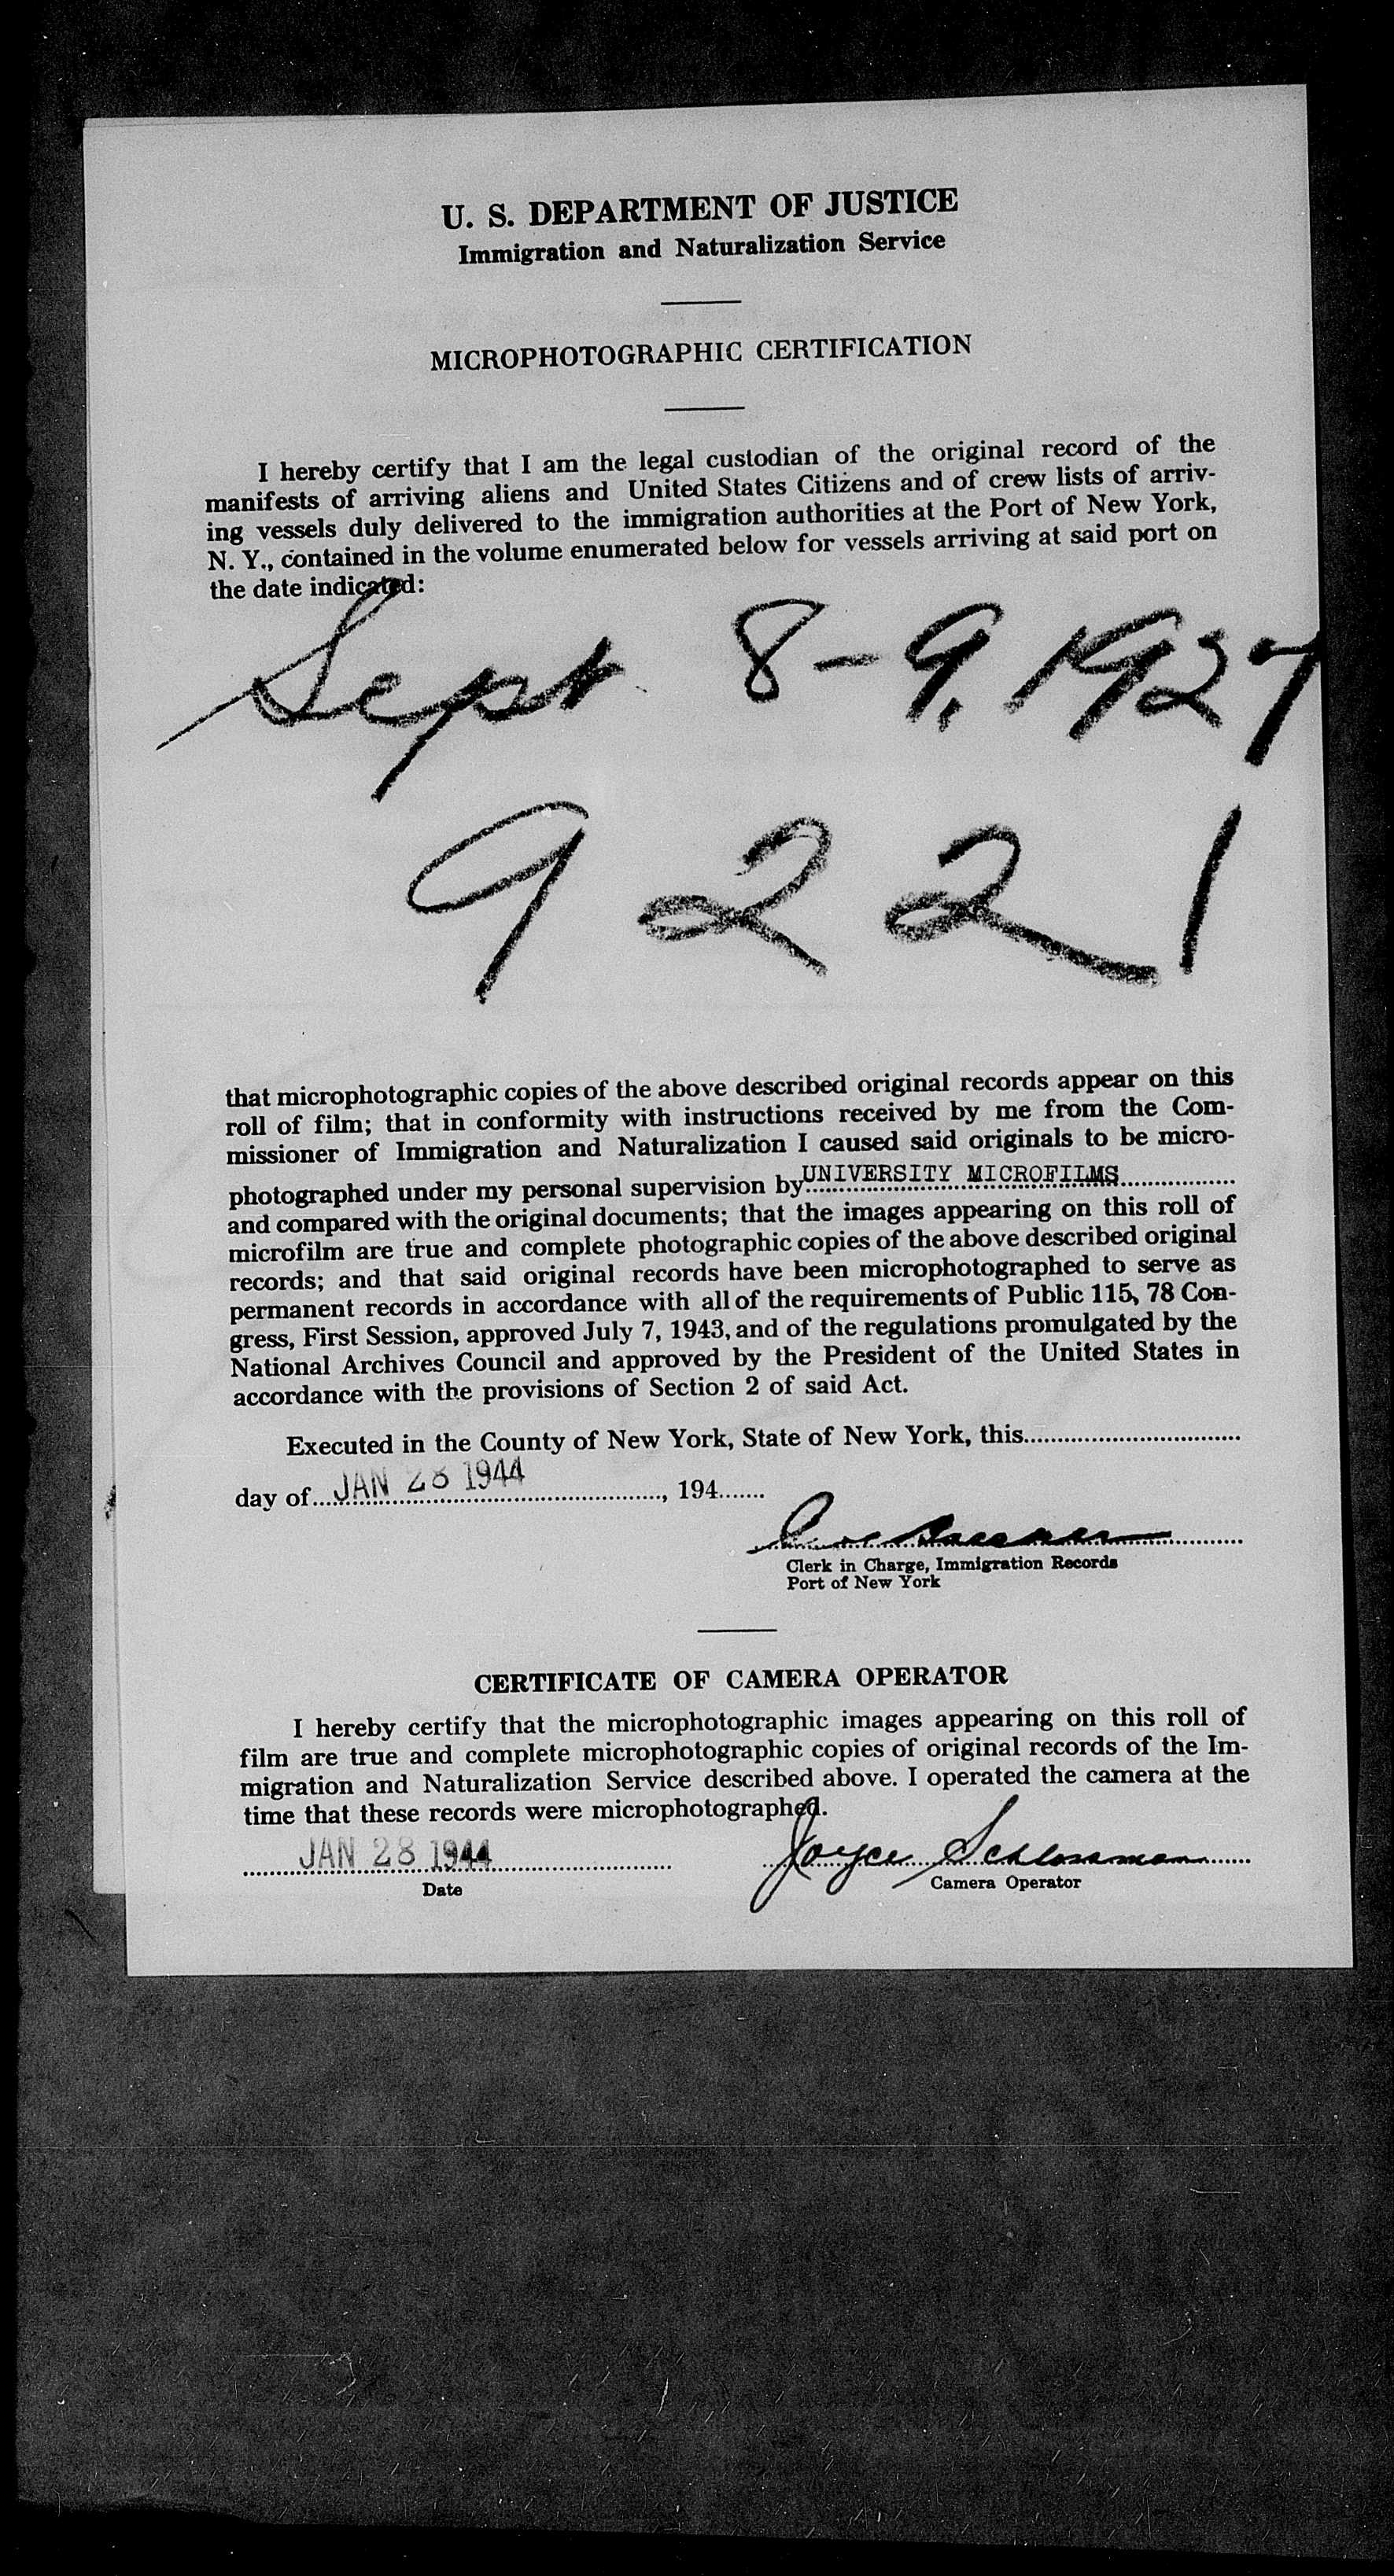 U. S. DEPARTMENT OF JUSTICE
Immigration and Naturalization Service
MICROPHOTOGRAPHIC CERTIFICATION
I hereby certify that I am the legal custodian of the original record of the
manifests of arriving aliens and United States Citizens and of crew lists of arriv-
ing vessels duly delivered to the immigration authorities at the Port of New York,
N. Y., contained in the volume enumerated below for vessels arriving at said port on
the date indicated:
Sept 8-9, 1927
9221
that microphotographic copies of the above described original records appear on this
roll of film; that in conformity with instructions received by me from the Com-
missioner of Immigration and Naturalization I caused said originals to be micro-
photographed under my personal supervision by UNIVERSITY MICROFILMS
and compared with the original documents; that the images appearing on this roll of
microfilm are true and complete photographic copies of the above described original
records; and that said original records have been microphotographed to serve as
permanent records in accordance with all of the requirements of Public 115, 78 Con-
gress, First Session, approved July 7, 1943, and of the regulations promulgated by the
National Archives Council and approved by the President of the United States in
accordance with the provisions of Section 2 of said Act.
Executed in the County of New York, State of New York, this
day of JAN 28 1944, 194
Clerk in Charge, Immigration Records
Port of New York
CERTIFICATE OF CAMERA OPERATOR
I hereby certify that the microphotographic images appearing on this roll of
film are true and complete microphotographic copies of original records of the Im-
migration and Naturalization Service described above. I operated the camera at the
time that these records were microphotographed.
JAN 28 1944 Joyce Schlossman
Date Camera Operator